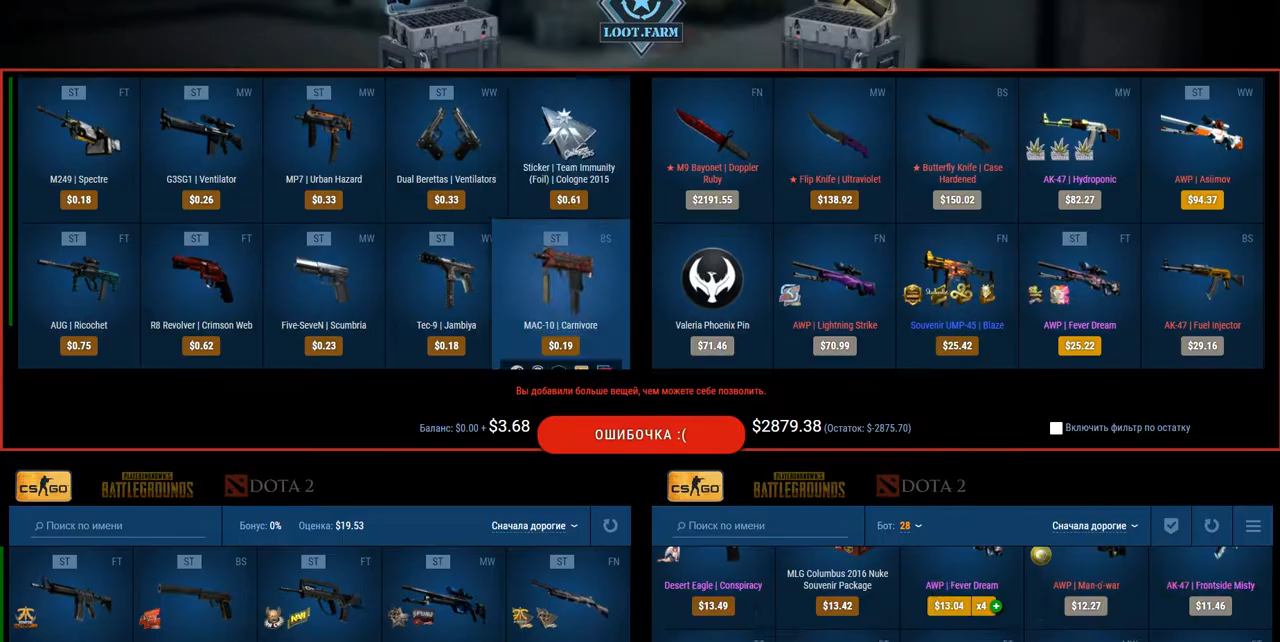 LOOT.FARM
ST FT ST MW ST MW ST WW
M249 | Spectre
$0.18
G3SG1 | Ventilator
$0.26
MP7 | Urban Hazard
$0.33
Dual Berettas | Ventilators
$0.33
Sticker | Team Immunity
(Foil) | Cologne 2015
$0.61
FN
★ M9 Bayonet | Doppler
Ruby
$2191.55
MW
★ Flip Knife | Ultraviolet
$138.92
BS
★ Butterfly Knife | Case
Hardened
$150.02
MW
AK-47 | Hydroponic
$82.27
ST WW
AWP | Asiimov
$94.37
ST FT
AUG | Ricochet
$0.75
ST FT
R8 Revolver | Crimson Web
$0.62
ST MW
Five-SeveN | Scumbria
$0.23
ST
Tec-9 | Jambiya
$0.18
ST BS
MAC-10 | Carnivore
$0.19
Valeria Phoenix Pin
$71.46
FN
AWP | Lightning Strike
$70.99
FN
Souvenir UMP-45 | Blaze
$25.42
ST FT
AWP | Fever Dream
$25.22
BS
AK-47 | Fuel Injector
$29.16
Вы добавили больше вещей, чем можете себе позволить.
Баланс: $0.00 + $3.68
ОШИБОЧКА :(
$2879.38 (Остаток: $-2875.70)
Включить фильтр по остатку
CS GO
PLAYERUNKNOWN'S
BATTLEGROUNDS
DOTA 2
CS GO
PLAYERUNKNOWN'S
BATTLEGROUNDS
DOTA 2
Поиск по имени
Бонус: 0% Оценка: $19.53
Сначала дорогие
Поиск по имени
Бот: 28
Сначала дорогие
ST FT ST BS ST FT ST MW ST FN
Desert Eagle | Conspiracy
$13.49
MLG Columbus 2016 Nuke
Souvenir Package
$13.42
AWP | Fever Dream
$13.04 x4
AWP | Man-o'-war
$12.27
AK-47 | Frontside Misty
$11.46